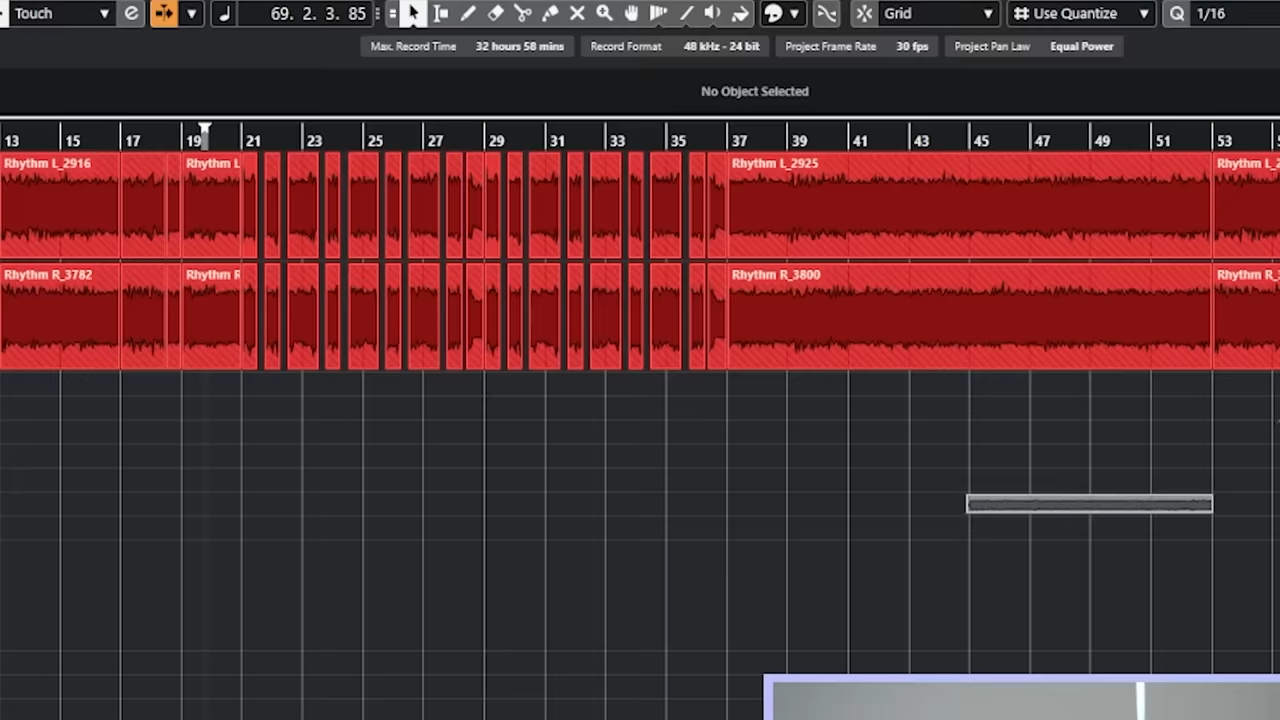 Touch 69. 2. 3. 85 Grid Use Quantize Q 1/16
Max. Record Time 32 hours 58 mins Record Format 48 kHz - 24 bit Project Frame Rate 30 fps Project Pan Law Equal Power
No Object Selected
13 15 17 19 21 23 25 27 29 31 33 35 37 39 41 43 45 47 49 51 53
Rhythm L_2916 Rhythm L Rhythm L_2925 Rhythm L_2
Rhythm R_3782 Rhythm R Rhythm R_3800 Rhythm R_